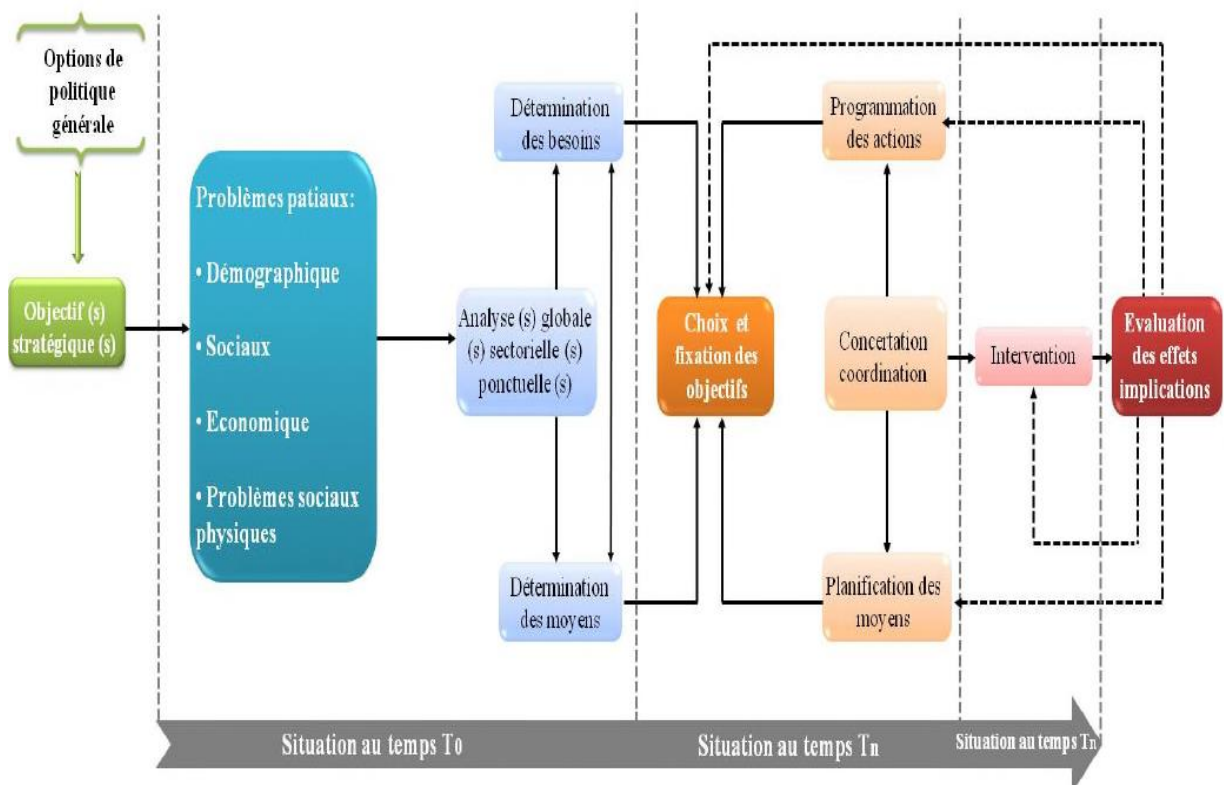 Options de
politique
générale
Objectif (s)
stratégique (s)
Problèmes patiaux:
• Démographique
• Sociaux
• Economique
• Problèmes sociaux
physiques
Détermination
des besoins
Analyse (s) globale
(s) sectorielle (s)
ponctuelle (s)
Détermination
des moyens
Choix et
fixation des
objectifs
Programmation
des actions
Concertation
coordination
Planification des
moyens
Intervention
Evaluation
des effets
implications
Situation au temps T0
Situation au temps Tn
Situation au temps Tn